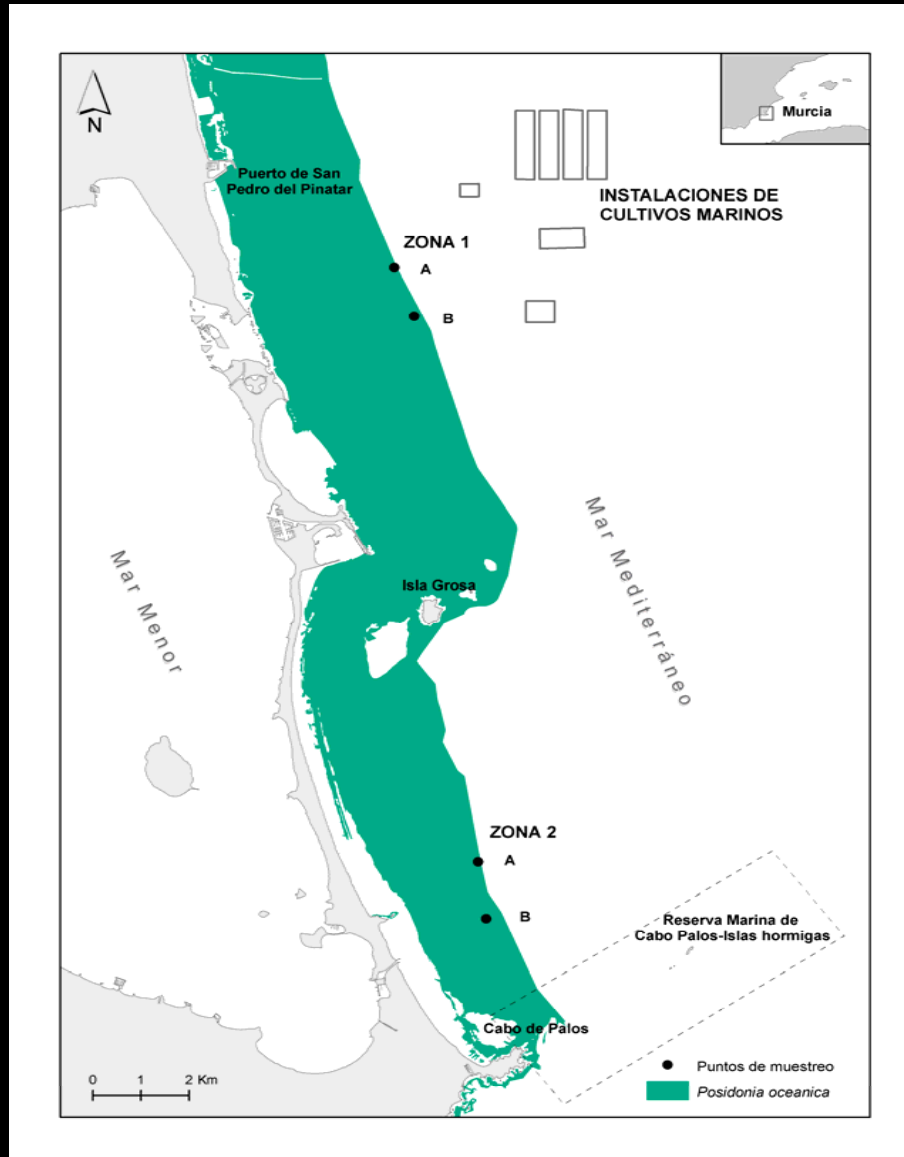 N
Murcia
Puerto de San
Pedro del Pinatar
INSTALACIONES DE
CULTIVOS MARINOS
ZONA 1
A
B
Mar Menor
Isla Grosa
Mar Mediterráneo
ZONA 2
A
B
Reserva Marina de
Cabo Palos-Islas hormigas
Cabo de Palos
0 1 2 Km
Puntos de muestreo
Posidonia oceanica